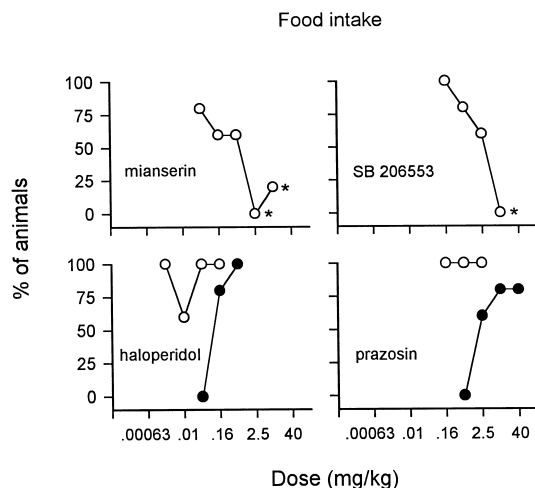 Food intake
% of animals
100
75
50
25
0
mianserin
*
*
SB 206553
*
100
75
50
25
0
haloperidol
prazosin
.00063 .01 .16 2.5 40
.00063 .01 .16 2.5 40
Dose (mg/kg)